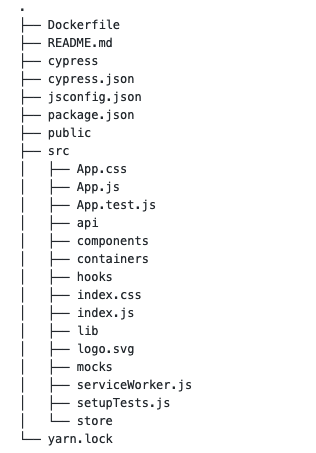 .
├── Dockerfile
├── README.md
├── cypress
├── cypress.json
├── jsconfig.json
├── package.json
├── public
├── src
│   ├── App.css
│   ├── App.js
│   ├── App.test.js
│   ├── api
│   ├── components
│   ├── containers
│   ├── hooks
│   ├── index.css
│   ├── index.js
│   ├── lib
│   ├── logo.svg
│   ├── mocks
│   ├── serviceWorker.js
│   ├── setupTests.js
│   └── store
└── yarn.lock